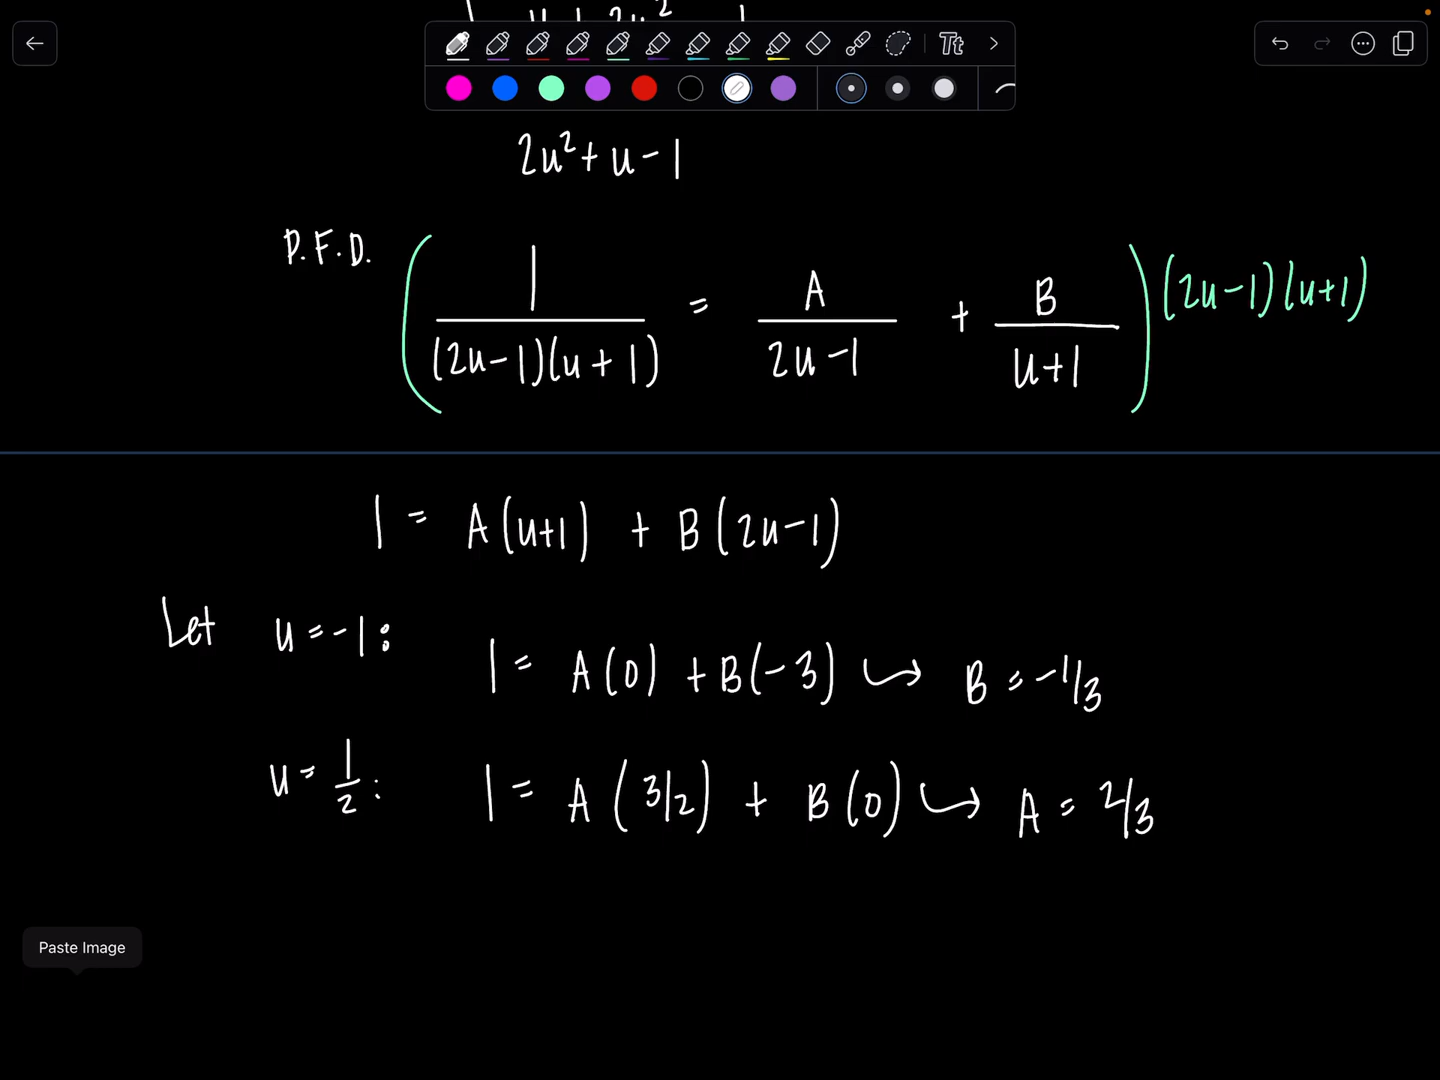 Tt
2u²+u-1
P.F.D. ( 1/((2u-1)(u+1)) = A/(2u-1) + B/(u+1) ) (2u-1)(u+1)
1 = A(u+1) + B(2u-1)
Let u=-1: 1= A(0) +B(-3) ↪ B=-1/3
u= 1/2: 1= A(3/2) + B(0) ↪ A = 2/3
Paste Image